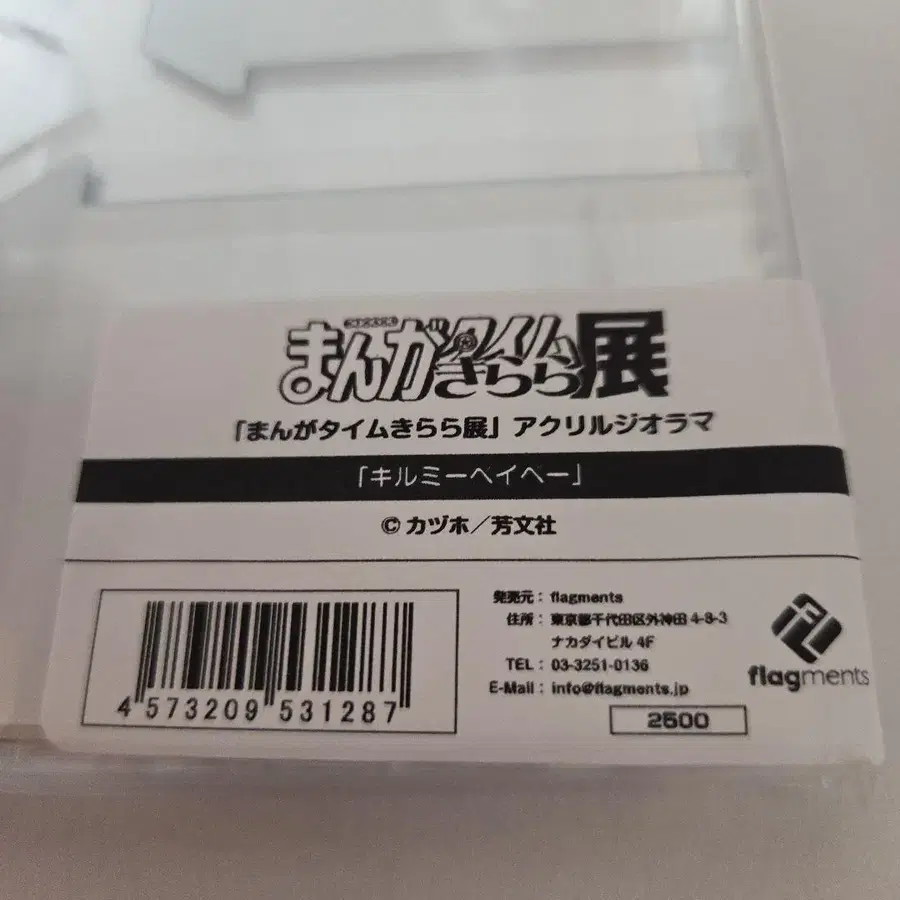 まんがタイムきらら展
「まんがタイムきらら展」アクリルジオラマ
「キルミーベイベー」
© カヅホ／芳文社
発売元：flagments
住所：東京都千代田区外神田 4-8-3
ナカダイビル 4F
TEL：03-3251-0136
E-Mail：info@flagments.jp
flagments
4 573209 531287
2500